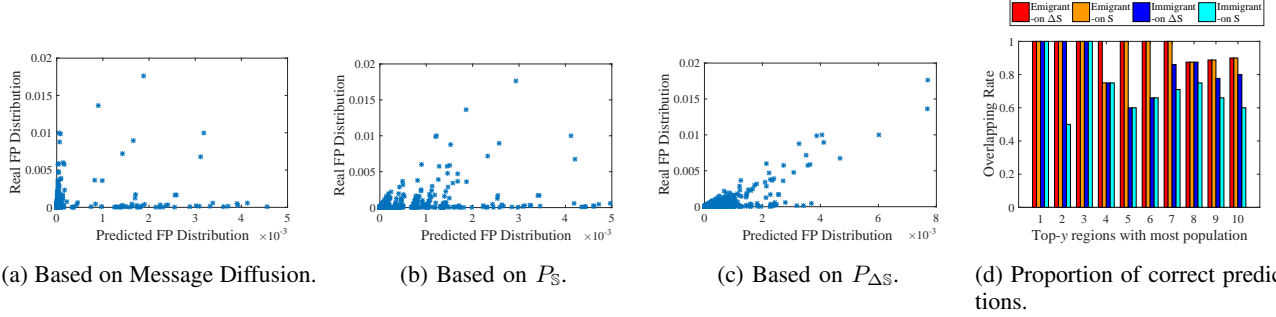 Emigrant -on ΔS
Emigrant -on S
Immigrant -on ΔS
Immigrant -on S
0.02
0.015
0.01
0.005
0
Real FP Distribution
0 1 2 3 4 5
Predicted FP Distribution ×10⁻³
0.02
0.015
0.01
0.005
0
Real FP Distribution
0 1 2 3 4 5
Predicted FP Distribution ×10⁻³
0.02
0.015
0.01
0.005
0
Real FP Distribution
0 2 4 6 8
Predicted FP Distribution ×10⁻³
1
0.8
0.6
0.4
0.2
0
Overlapping Rate
1 2 3 4 5 6 7 8 9 10
Top-y regions with most population
(a) Based on Message Diffusion.
(b) Based on P𝕊.
(c) Based on PΔ𝕊.
(d) Proportion of correct predic
tions.